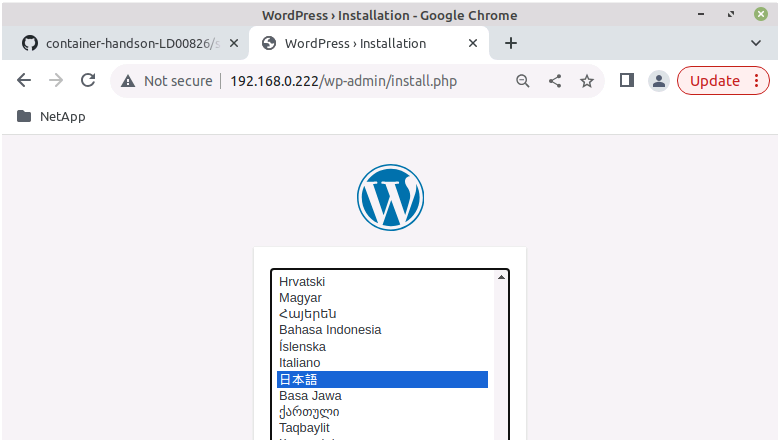 WordPress › Installation - Google Chrome
container-handson-LD00826/s
WordPress › Installation
Not secure
192.168.0.222/wp-admin/install.php
Update
NetApp
Hrvatski
Magyar
Հայերեն
Bahasa Indonesia
Íslenska
Italiano
日本語
Basa Jawa
ქართული
Taqbaylit